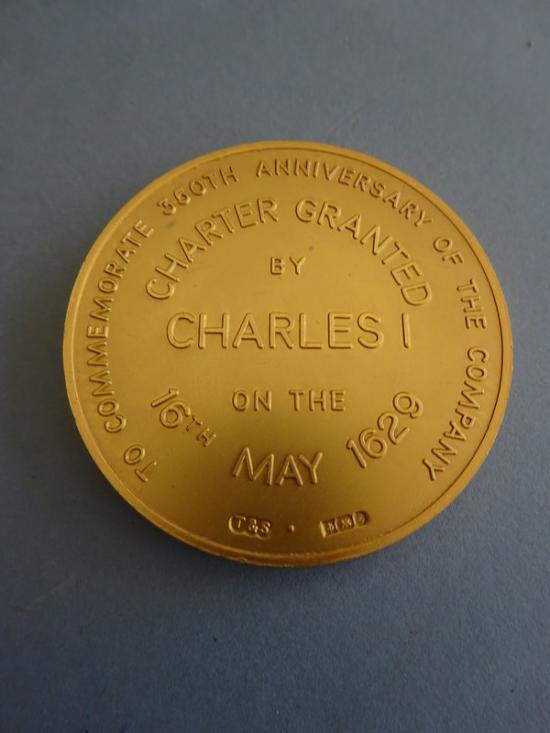 TO COMMEMORATE 350TH ANNIVERSARY OF THE COMPANY
CHARTER GRANTED
BY
CHARLES I
ON THE
16TH MAY 1629
T&S